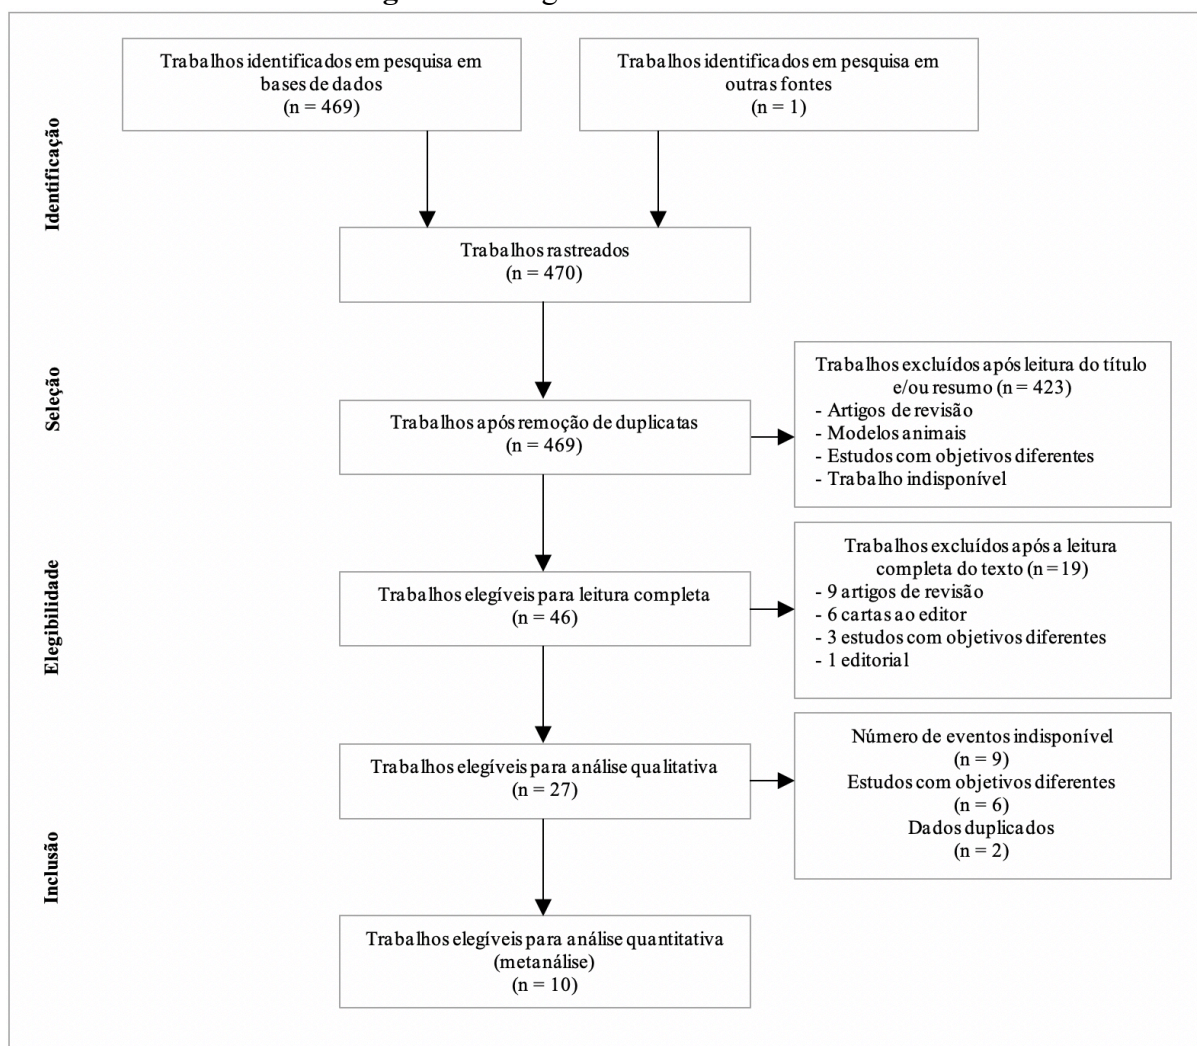 Trabalhos identificados em pesquisa em
bases de dados
(n = 469)
Trabalhos identificados em pesquisa em
outras fontes
(n = 1)
Identificação
Trabalhos rastreados
(n = 470)
Seleção
Trabalhos após remoção de duplicatas
(n = 469)
Trabalhos excluídos após leitura do título
e/ou resumo (n = 423)
- Artigos de revisão
- Modelos animais
- Estudos com objetivos diferentes
- Trabalho indisponível
Elegibilidade
Trabalhos elegíveis para leitura completa
(n = 46)
Trabalhos excluídos após a leitura
completa do texto (n =19)
- 9 artigos de revisão
- 6 cartas ao editor
- 3 estudos com objetivos diferentes
- 1 editorial
Trabalhos elegíveis para análise qualitativa
(n = 27)
Número de eventos indisponível
(n = 9)
Estudos com objetivos diferentes
(n = 6)
Dados duplicados
(n = 2)
Inclusão
Trabalhos elegíveis para análise quantitativa
(metanálise)
(n = 10)